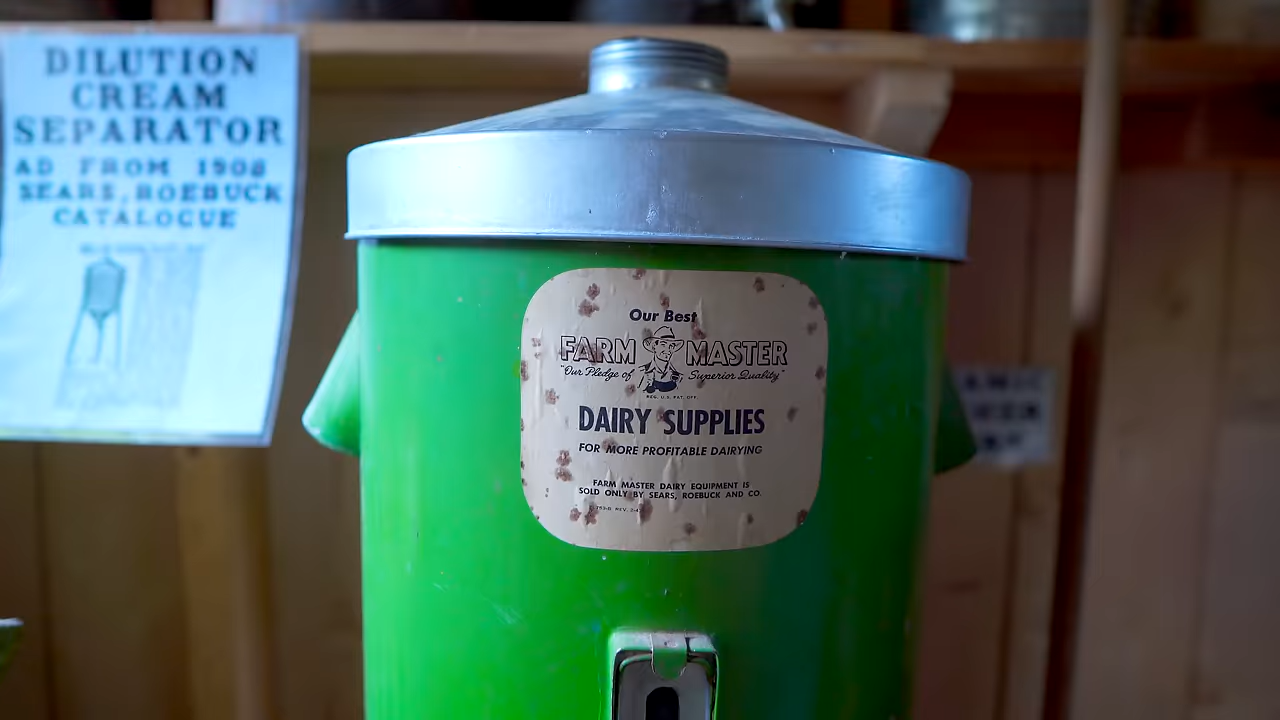 DILUTION
CREAM
SEPARATOR
AD FROM 1908
SEARS, ROEBUCK
CATALOGUE
Our Best
FARM MASTER
"Our Pledge of Superior Quality"
REG. U.S. PAT. OFF.
DAIRY SUPPLIES
FOR MORE PROFITABLE DAIRYING
FARM MASTER DAIRY EQUIPMENT IS
SOLD ONLY BY SEARS, ROEBUCK AND CO.